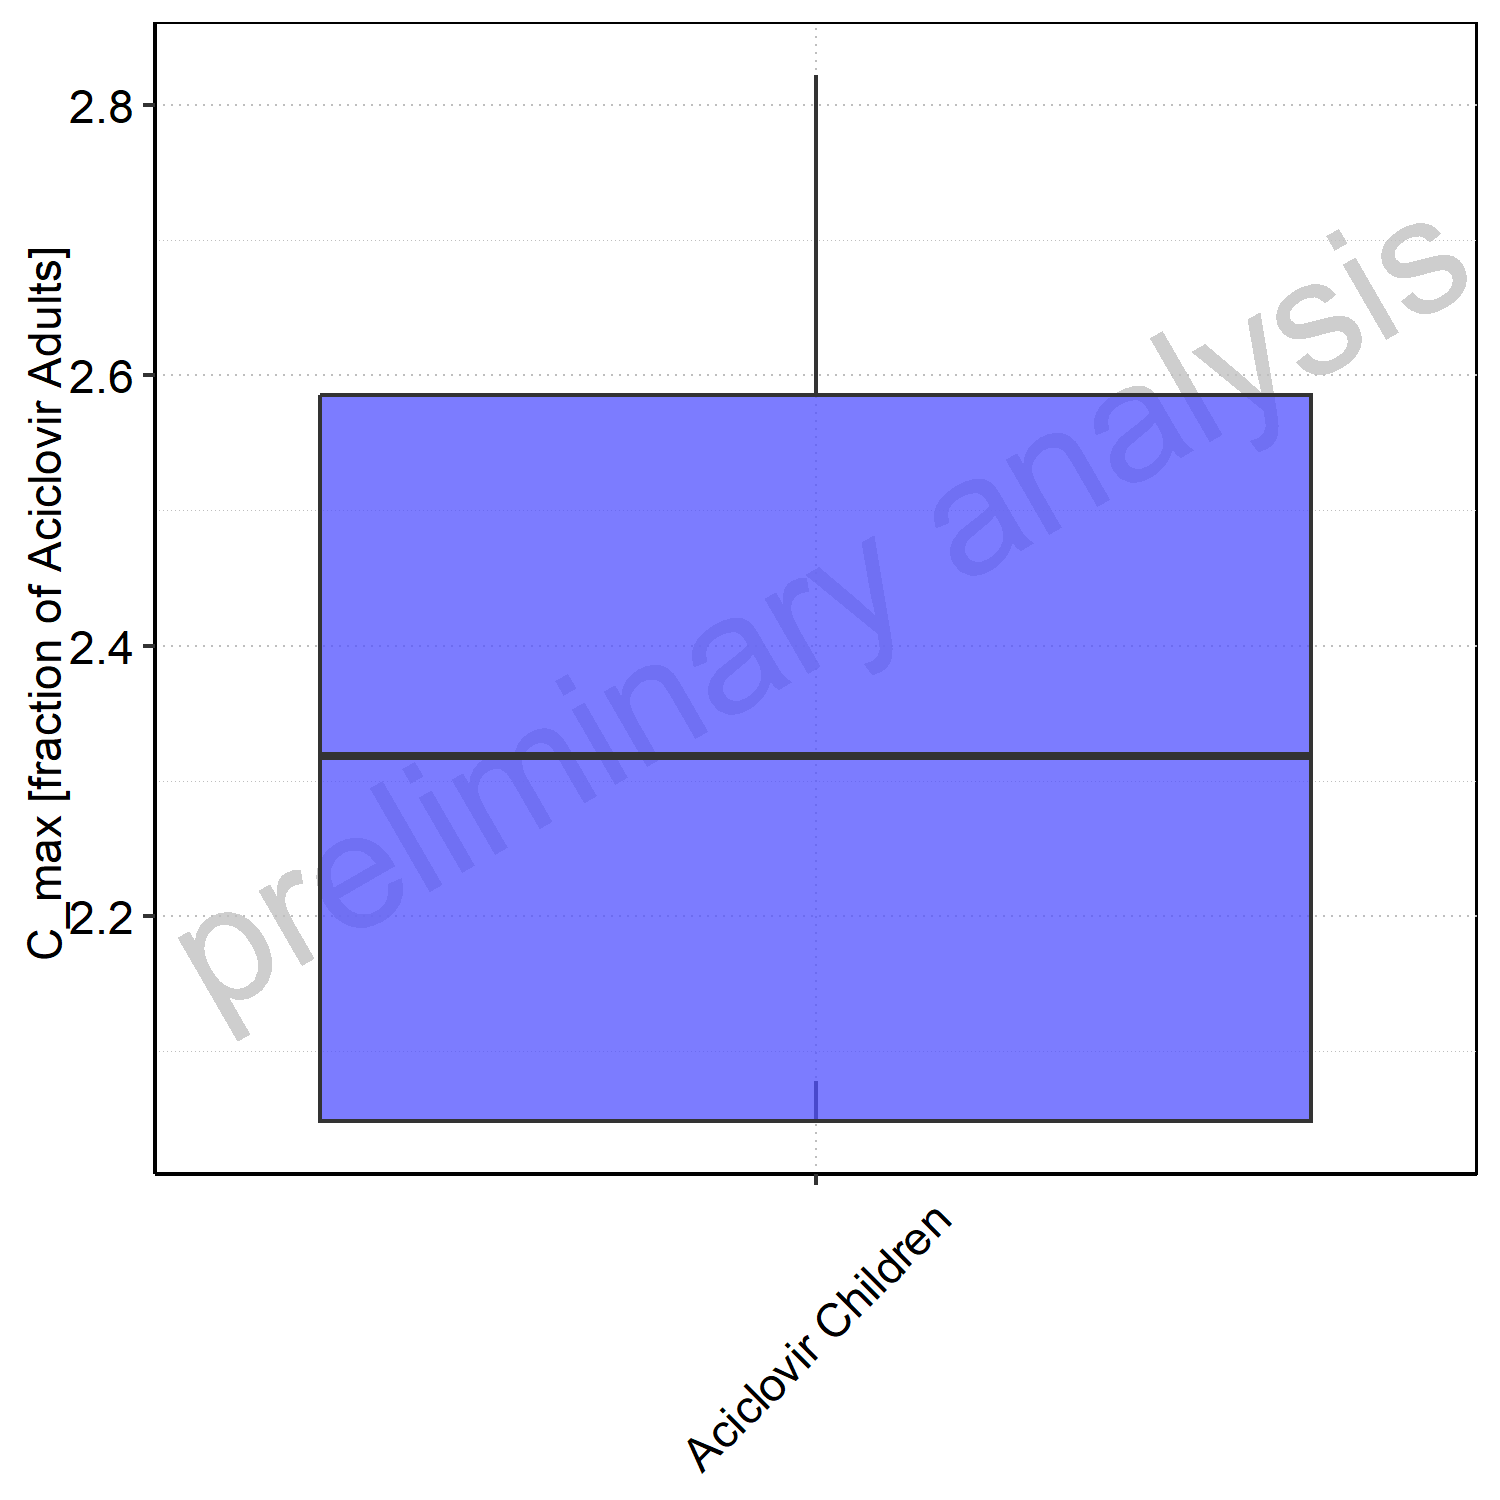 C_max [fraction of Aciclovir Adults]
2.8
2.6
2.4
2.2
preliminary analysis
Aciclovir Children